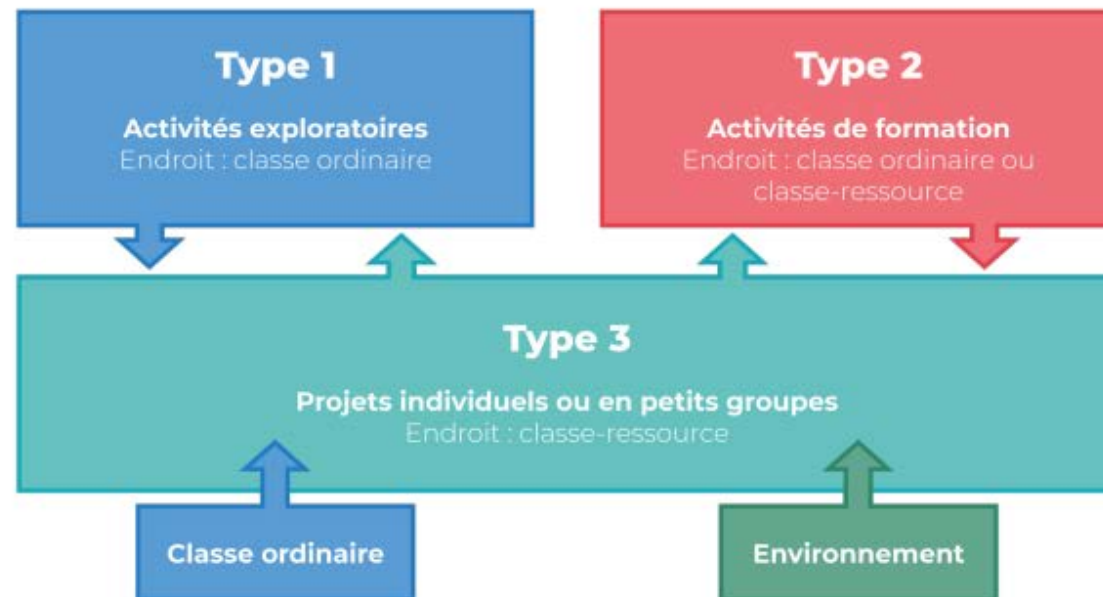 Type 1
Activités exploratoires
Endroit : classe ordinaire
Type 2
Activités de formation
Endroit : classe ordinaire ou
classe-ressource
Type 3
Projets individuels ou en petits groupes
Endroit : classe-ressource
Classe ordinaire
Environnement